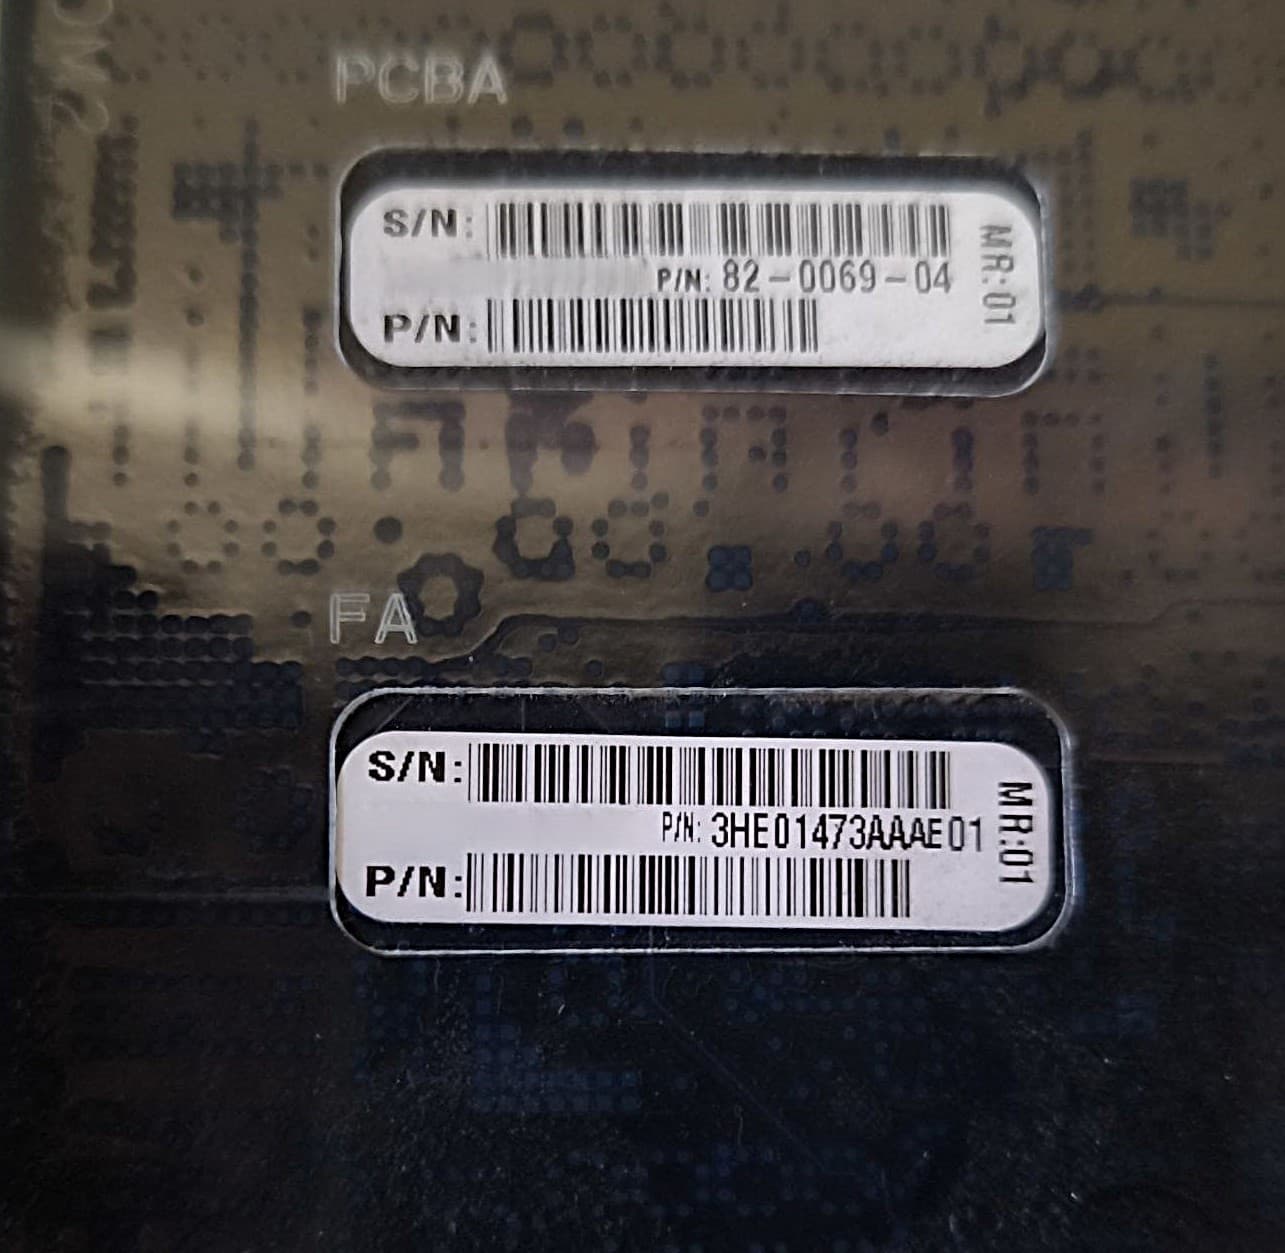 PCBA
S/N:
P/N: 82-0069-04
P/N:
MR:01
FA
S/N:
P/N: 3HE01473AAAE01
P/N:
MR:01